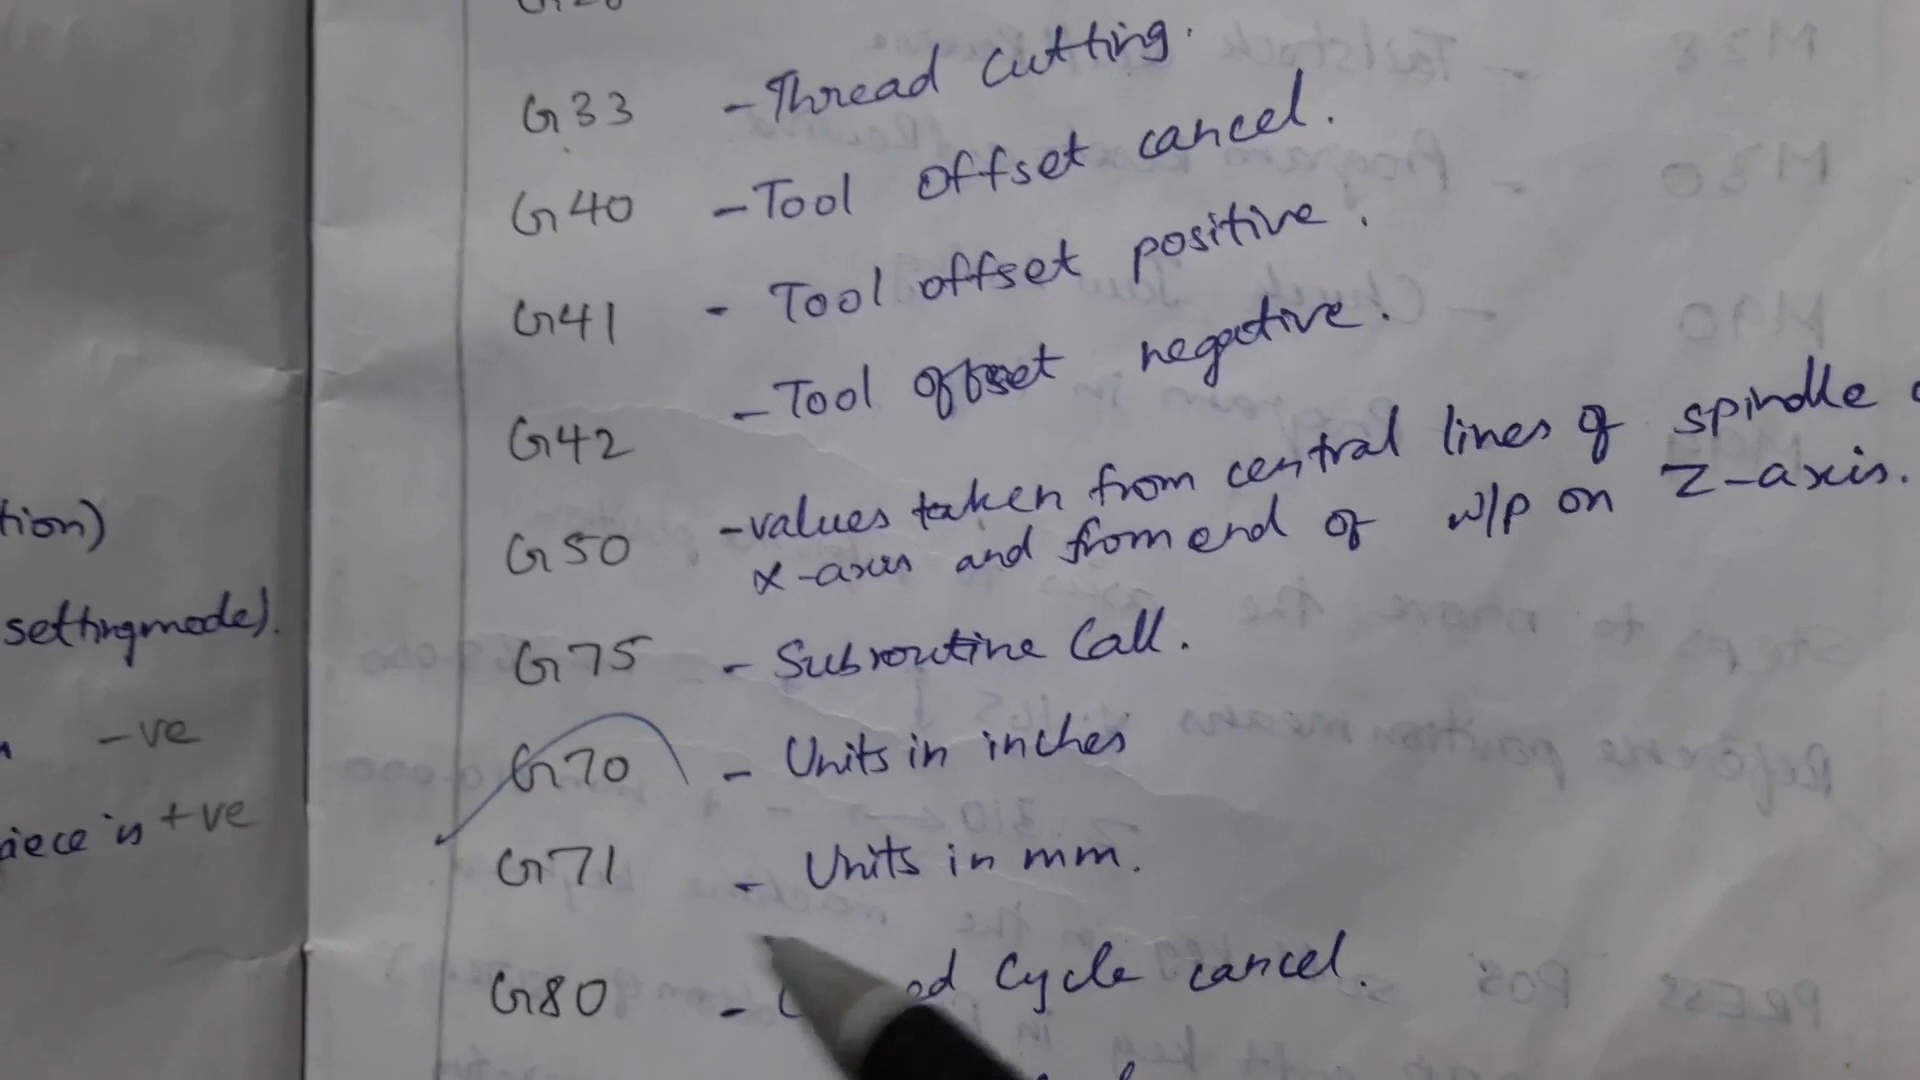 tion)
settingmode).
-ve
piece is +ve
G33 - Thread cutting.
G40 - Tool offset cancel.
G41 - Tool offset positive.
G42 - Tool offset negative.
G50 - values taken from central lines of spindle
x-axis and from end of w/p on Z-axis.
G75 - Subroutine Call.
G70 - Units in inches
G71 - Units in mm.
G80 - Cycle cancel.